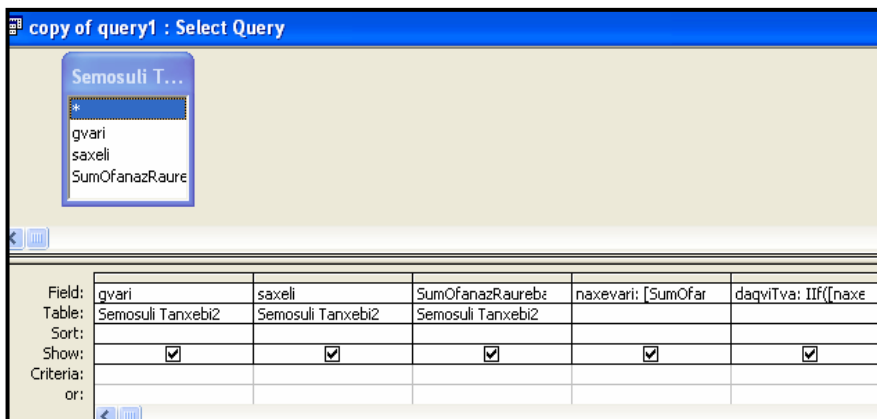 copy of query1 : Select Query
Semosuli T...
*
gvari
saxeli
SumOfanazRaure
Field: gvari saxeli SumOfanazRaureba naxevari: [SumOfar daqviTva: IIf([naxe
Table: Semosuli Tanxebi2 Semosuli Tanxebi2 Semosuli Tanxebi2
Sort:
Show:
Criteria:
or: